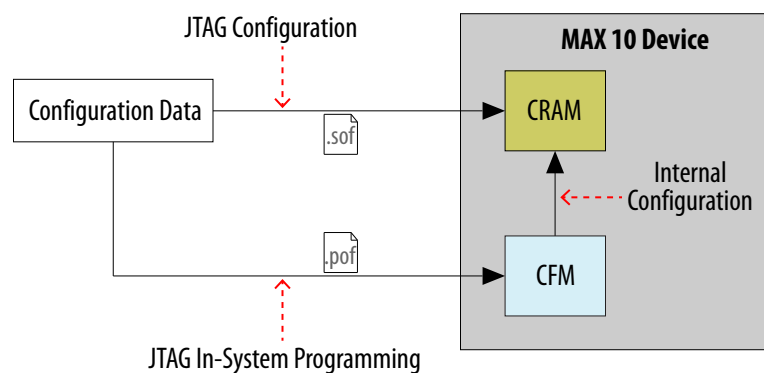 JTAG Configuration
MAX 10 Device
Configuration Data
CRAM
.sof
Internal
Configuration
.pof
CFM
JTAG In-System Programming